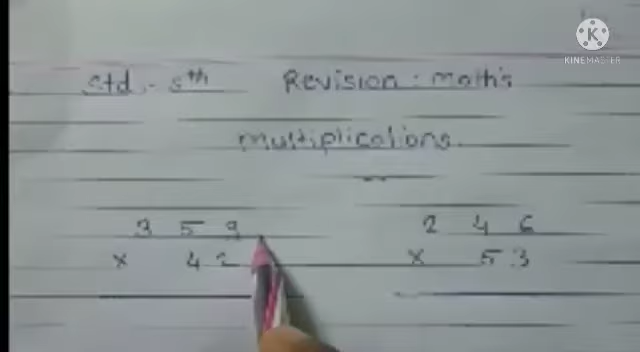 KINEMASTER
Std - 5th Revision : maths
multiplications.
3 5 9 2 4 6
x 4 2 x 5 3